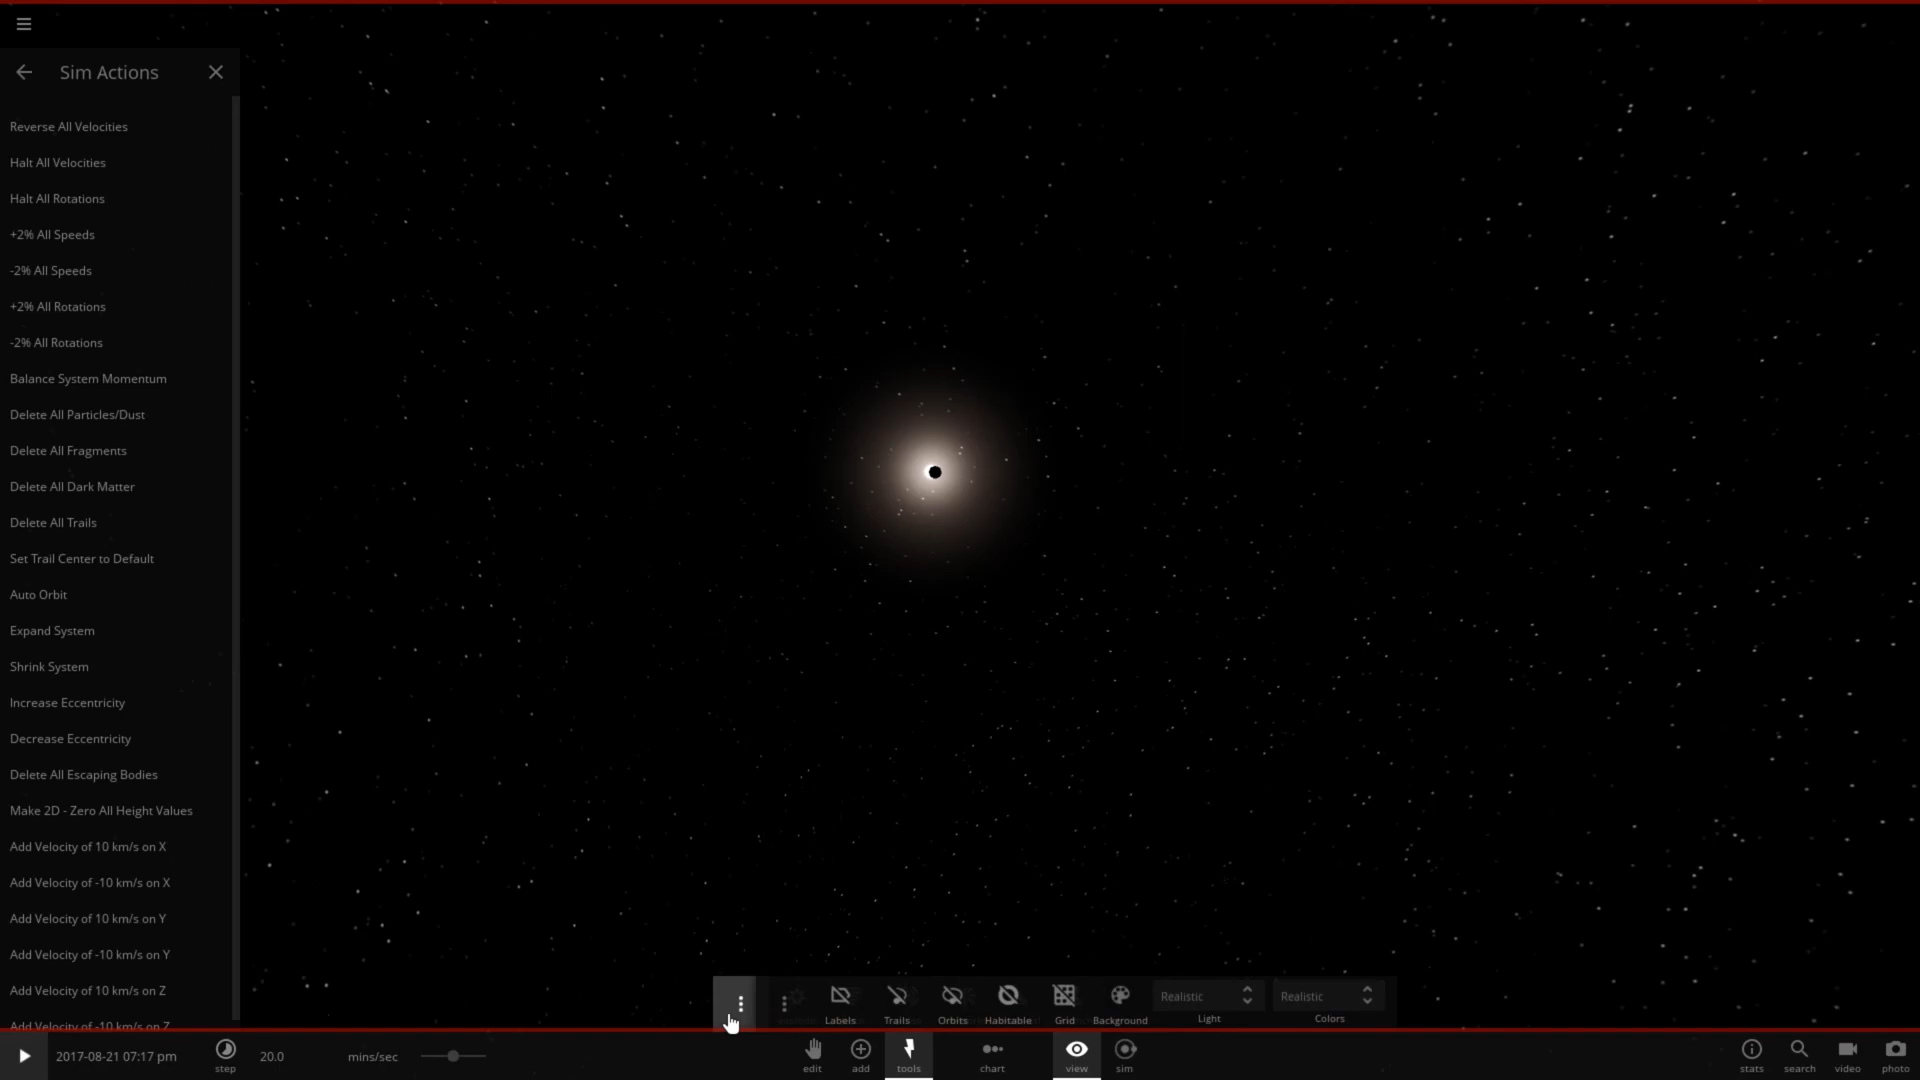 Sim Actions
Reverse All Velocities
Halt All Velocities
Halt All Rotations
+2% All Speeds
-2% All Speeds
+2% All Rotations
-2% All Rotations
Balance System Momentum
Delete All Particles/Dust
Delete All Fragments
Delete All Dark Matter
Delete All Trails
Set Trail Center to Default
Auto Orbit
Expand System
Shrink System
Increase Eccentricity
Decrease Eccentricity
Delete All Escaping Bodies
Make 2D - Zero All Height Values
Add Velocity of 10 km/s on X
Add Velocity of -10 km/s on X
Add Velocity of 10 km/s on Y
Add Velocity of -10 km/s on Y
Add Velocity of 10 km/s on Z
Add Velocity of -10 km/s on Z
Realistic
Realistic
Labels
Trails
Orbits
Habitable
Grid
Background
Light
Colors
2017-08-21 07:17 pm
step
20.0
mins/sec
edit
add
tools
chart
view
sim
stats
search
video
photo